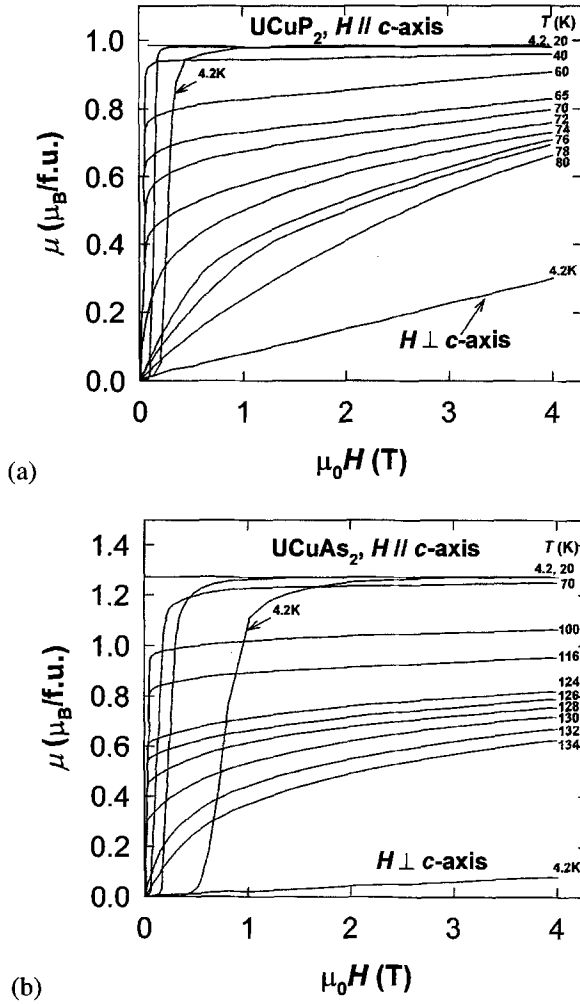 UCuP₂, H // c-axis
T (K)
4.2, 20
40
60
65
70
72
74
76
78
80
4.2K
4.2K
H ⊥ c-axis
1.0
0.8
0.6
0.4
0.2
0.0
μ (μ_B/f.u.)
0 1 2 3 4
μ₀H (T)
(a)
UCuAs₂, H // c-axis
T (K)
4.2, 20
70
100
116
124
126
128
130
132
134
4.2K
4.2K
H ⊥ c-axis
1.4
1.2
1.0
0.8
0.6
0.4
0.2
0.0
μ (μ_B/f.u.)
0 1 2 3 4
μ₀H (T)
(b)